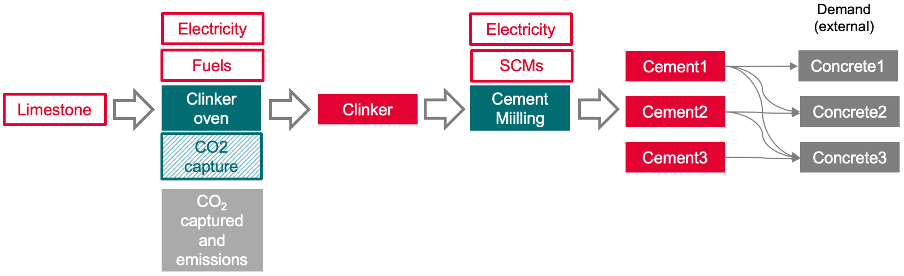 Demand
(external)
Electricity
Electricity
Fuels
SCMs
Cement1
Concrete1
Limestone
Clinker
oven
Clinker
Cement
Miilling
Cement2
Concrete2
CO2
capture
Cement3
Concrete3
CO₂
captured
and
emissions